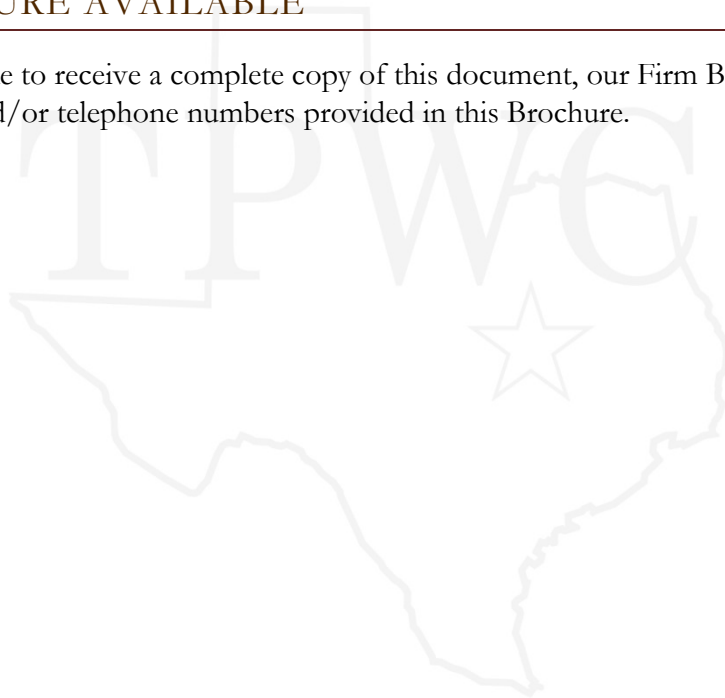 URE AVAILABLE
e to receive a complete copy of this document, our Firm B
d/or telephone numbers provided in this Brochure.
TPWC